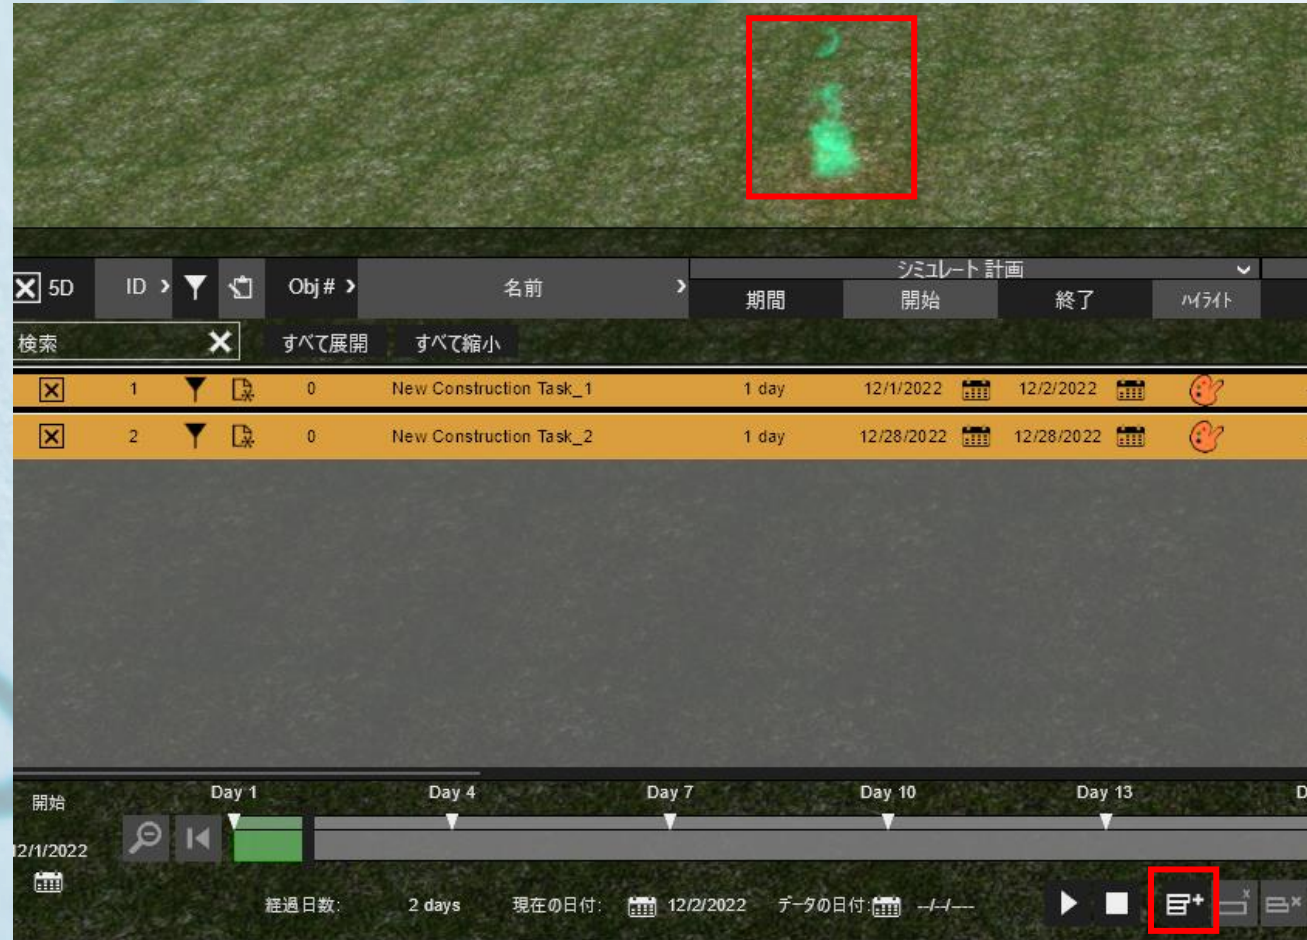 シミュレート 計画
5D ID Obj # 名前 期間 開始 終了 ハイライト
検索 すべて展開 すべて縮小
1 0 New Construction Task_1 1 day 12/1/2022 12/2/2022
2 0 New Construction Task_2 1 day 12/28/2022 12/28/2022
開始 Day 1 Day 4 Day 7 Day 10 Day 13
12/1/2022
経過日数: 2 days 現在の日付: 12/2/2022 データの日付: --/--/----